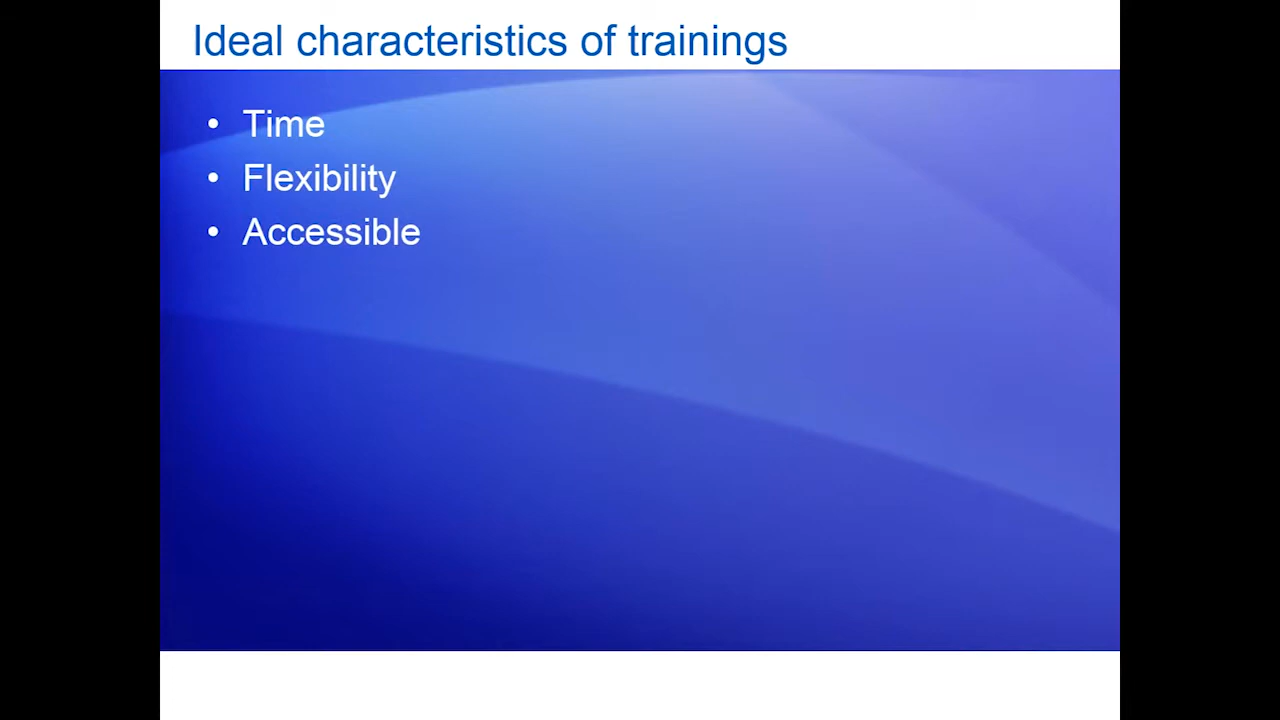 Ideal characteristics of trainings
• Time
• Flexibility
• Accessible